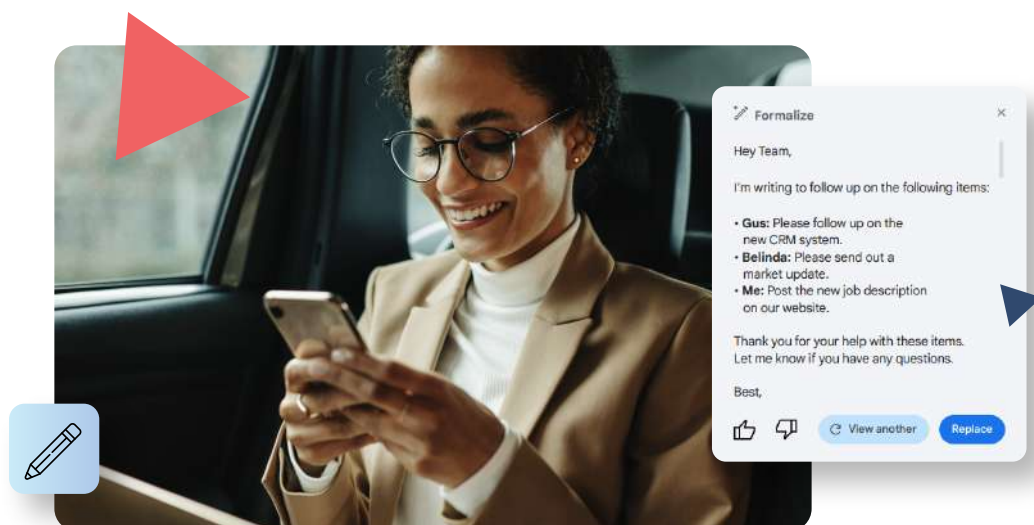 Formalize
Hey Team,
I'm writing to follow up on the following items:
• Gus: Please follow up on the
new CRM system.
• Belinda: Please send out a
market update.
• Me: Post the new job description
on our website.
Thank you for your help with these items.
Let me know if you have any questions.
Best,
View another
Replace